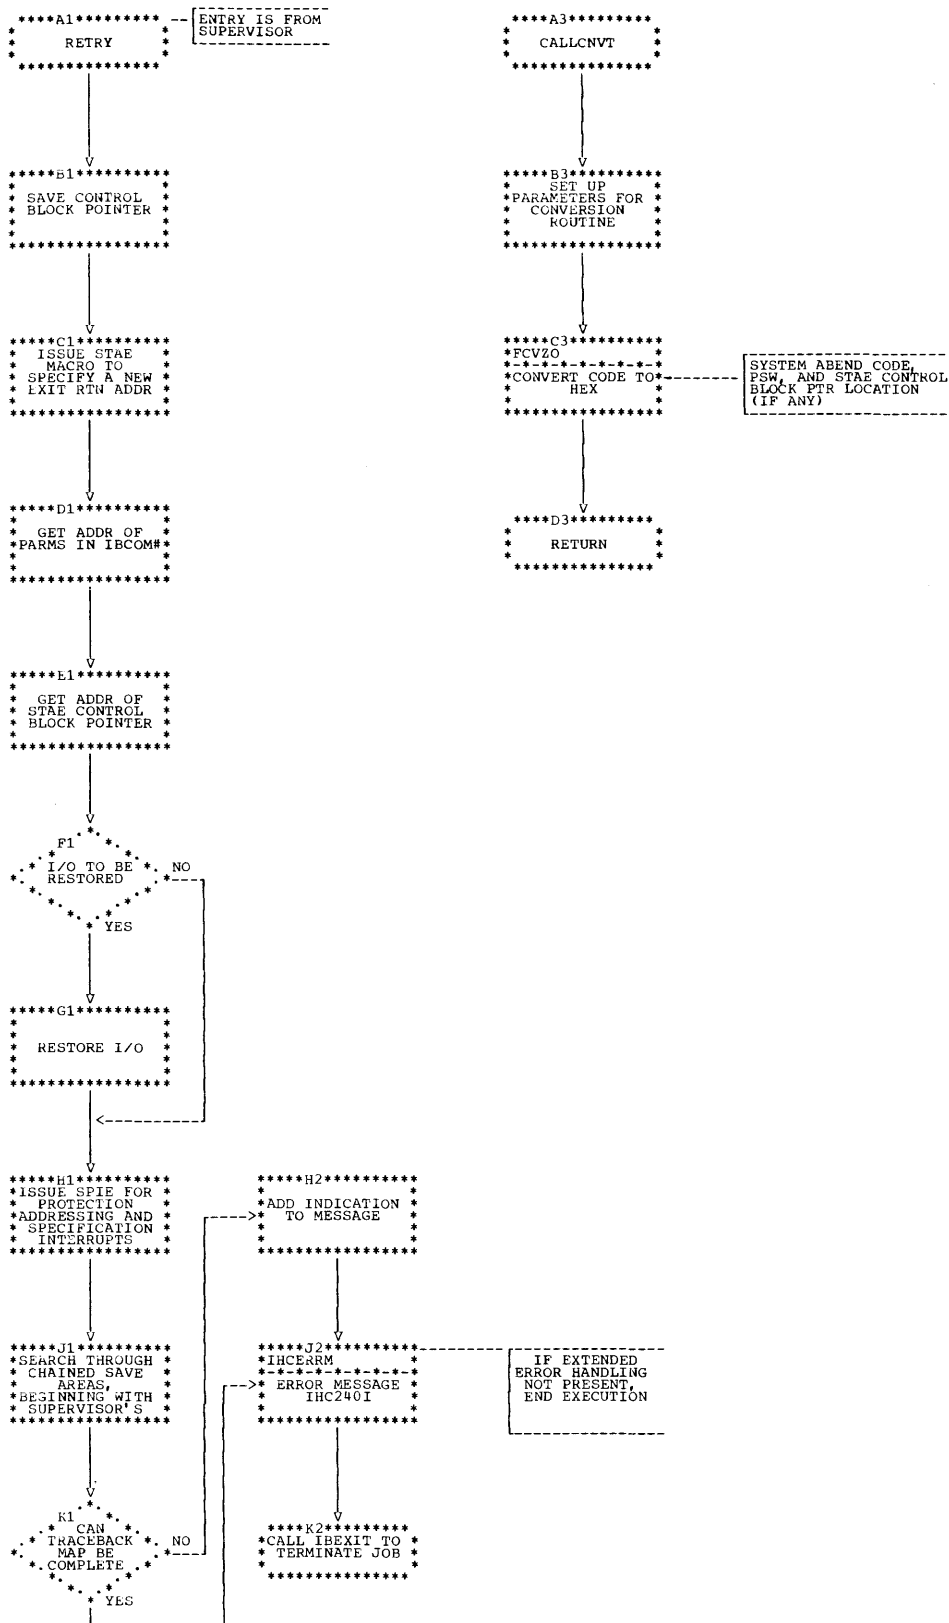 A1
RETRY
ENTRY IS FROM
SUPERVISOR
B1
SAVE CONTROL
BLOCK POINTER
C1
ISSUE STAE
MACRO TO
SPECIFY A NEW
EXIT RTN ADDR
D1
GET ADDR OF
PARMS IN IBCOM#
E1
GET ADDR OF
STAE CONTROL
BLOCK POINTER
F1
I/O TO BE
RESTORED
NO
YES
G1
RESTORE I/O
H1
ISSUE SPIE FOR
PROTECTION
ADDRESSING AND
SPECIFICATION
INTERRUPTS
J1
SEARCH THROUGH
CHAINED SAVE
AREAS,
BEGINNING WITH
SUPERVISOR'S
K1
CAN
TRACEBACK
MAP BE
COMPLETE
NO
YES
H2
ADD INDICATION
TO MESSAGE
J2
IHCERRM
ERROR MESSAGE
IHC240I
IF EXTENDED
ERROR HANDLING
NOT PRESENT,
END EXECUTION
K2
CALL IBEXIT TO
TERMINATE JOB
A3
CALLCNVT
B3
SET UP
PARAMETERS FOR
CONVERSION
ROUTINE
C3
FCVZO
CONVERT CODE TO
HEX
SYSTEM ABEND CODE,
PSW, AND STAE CONTROL
BLOCK PTR LOCATION
(IF ANY)
D3
RETURN